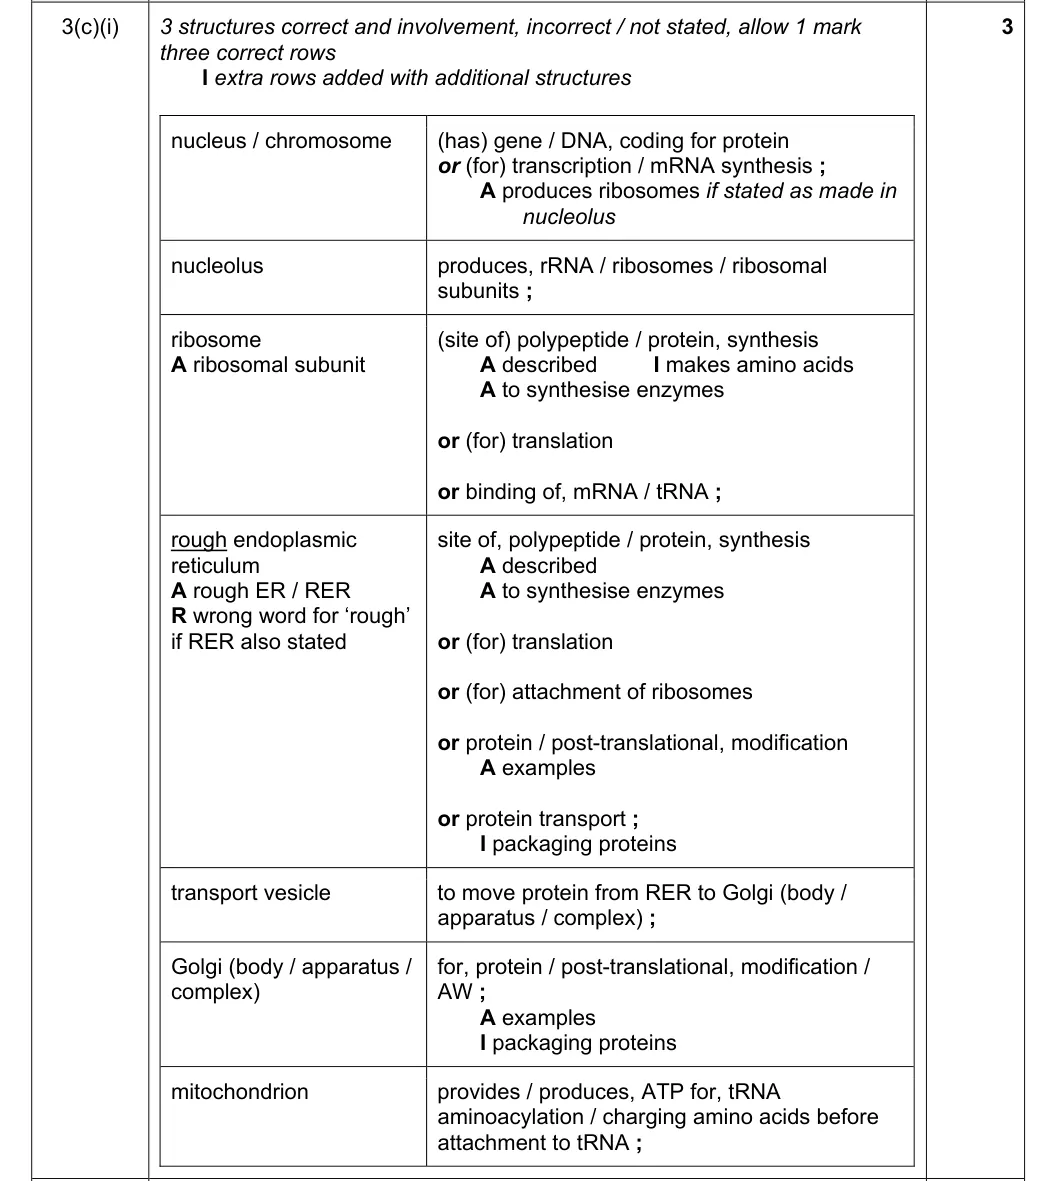 3(c)(i)
3 structures correct and involvement, incorrect / not stated, allow 1 mark
three correct rows
I extra rows added with additional structures
3
nucleus / chromosome
(has) gene / DNA, coding for protein
or (for) transcription / mRNA synthesis ;
A produces ribosomes if stated as made in
nucleolus
nucleolus
produces, rRNA / ribosomes / ribosomal
subunits ;
ribosome
A ribosomal subunit
(site of) polypeptide / protein, synthesis
A described I makes amino acids
A to synthesise enzymes
or (for) translation
or binding of, mRNA / tRNA ;
rough endoplasmic
reticulum
A rough ER / RER
R wrong word for ‘rough’
if RER also stated
site of, polypeptide / protein, synthesis
A described
A to synthesise enzymes
or (for) translation
or (for) attachment of ribosomes
or protein / post-translational, modification
A examples
or protein transport ;
I packaging proteins
transport vesicle
to move protein from RER to Golgi (body /
apparatus / complex) ;
Golgi (body / apparatus /
complex)
for, protein / post-translational, modification /
AW ;
A examples
I packaging proteins
mitochondrion
provides / produces, ATP for, tRNA
aminoacylation / charging amino acids before
attachment to tRNA ;